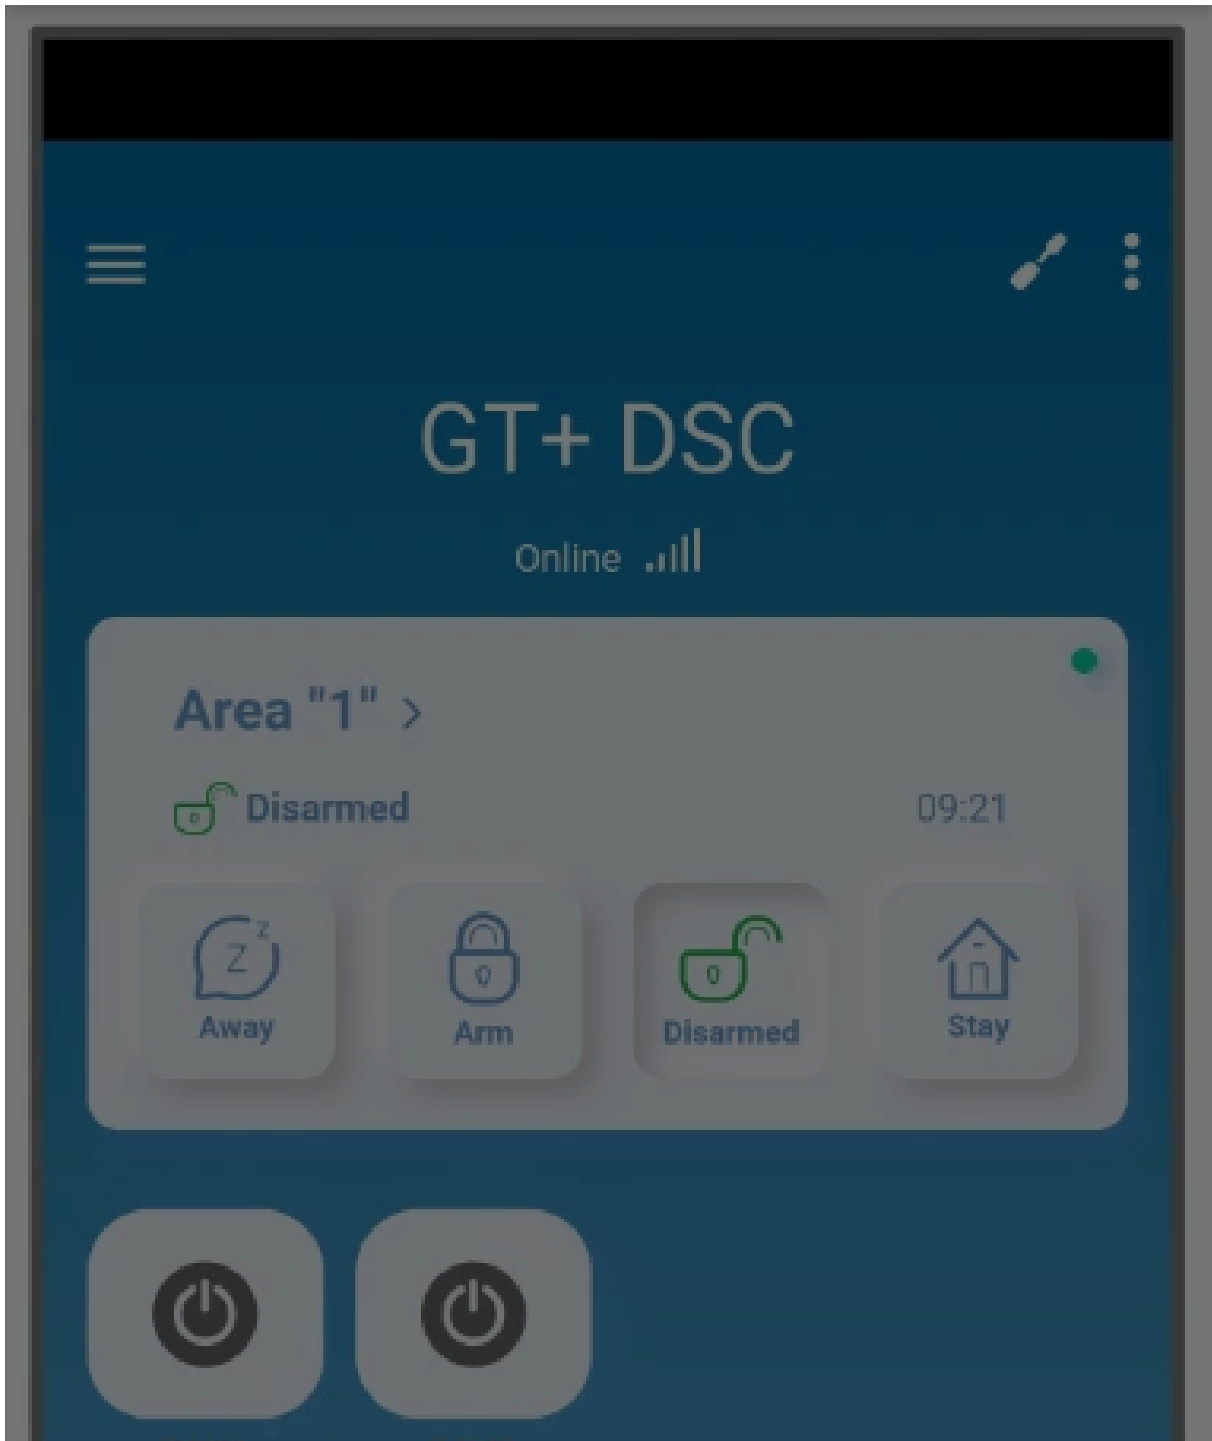 GT+ DSC
Online
Area "1" >
Disarmed 09:21
Away Arm Disarmed Stay